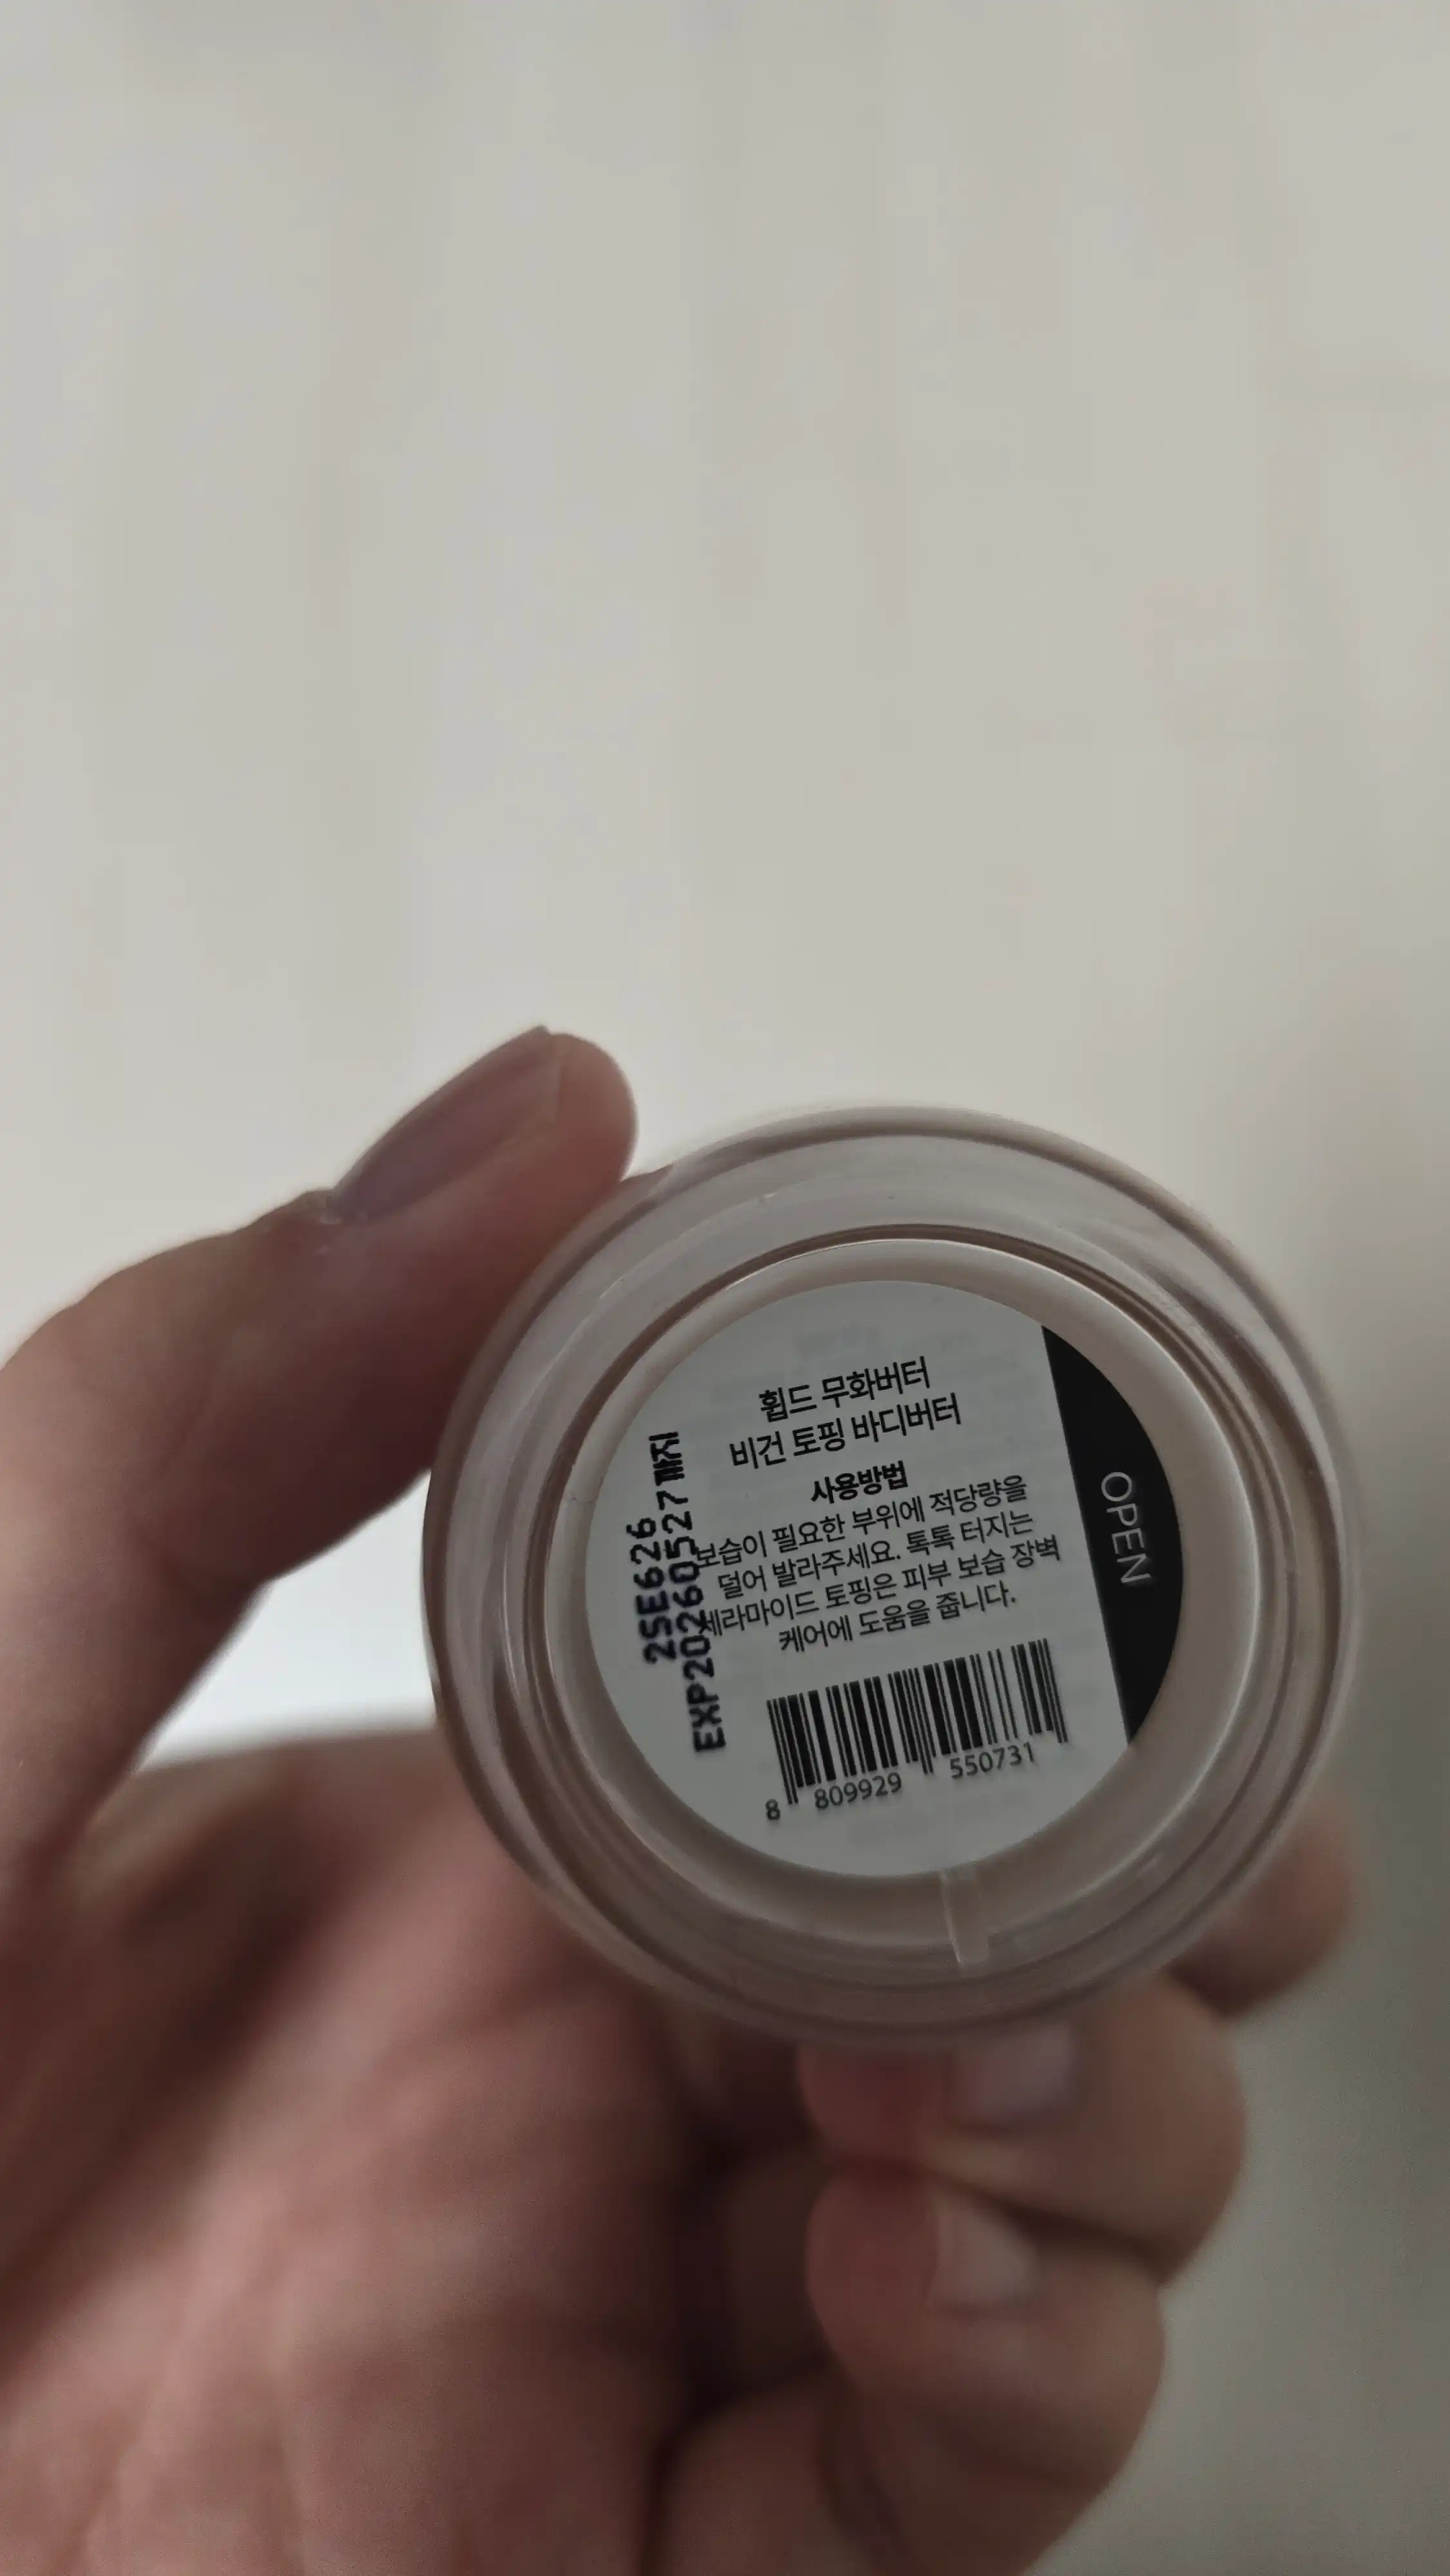 휩드 무화버터
비건 토핑 바디버터
사용방법
보습이 필요한 부위에 적당량을
덜어 발라주세요. 톡톡 터지는
세라마이드 토핑은 피부 보습 장벽
케어에 도움을 줍니다.
8 809929 550731
25E626
EXP20260527까지
OPEN